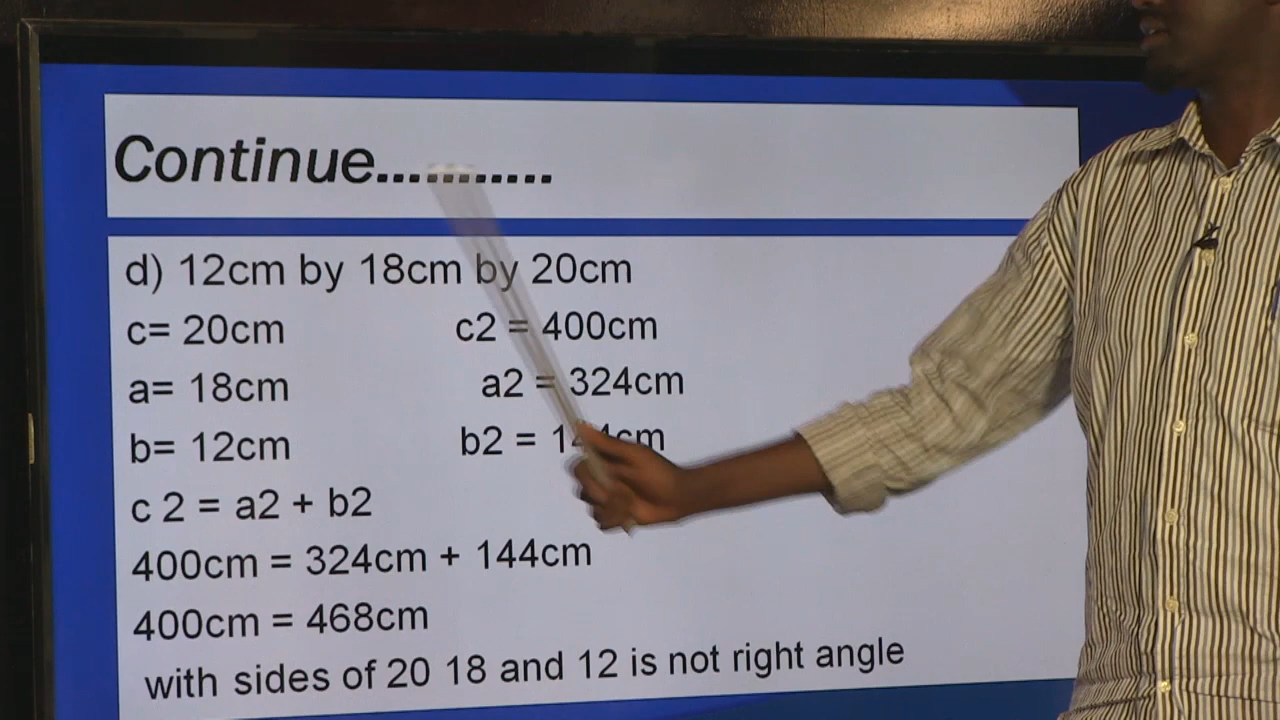 Continue...........
d) 12cm by 18cm by 20cm
c= 20cm c2 = 400cm
a= 18cm a2 = 324cm
b= 12cm b2 = 144cm
c 2 = a2 + b2
400cm = 324cm + 144cm
400cm = 468cm
with sides of 20 18 and 12 is not right angle